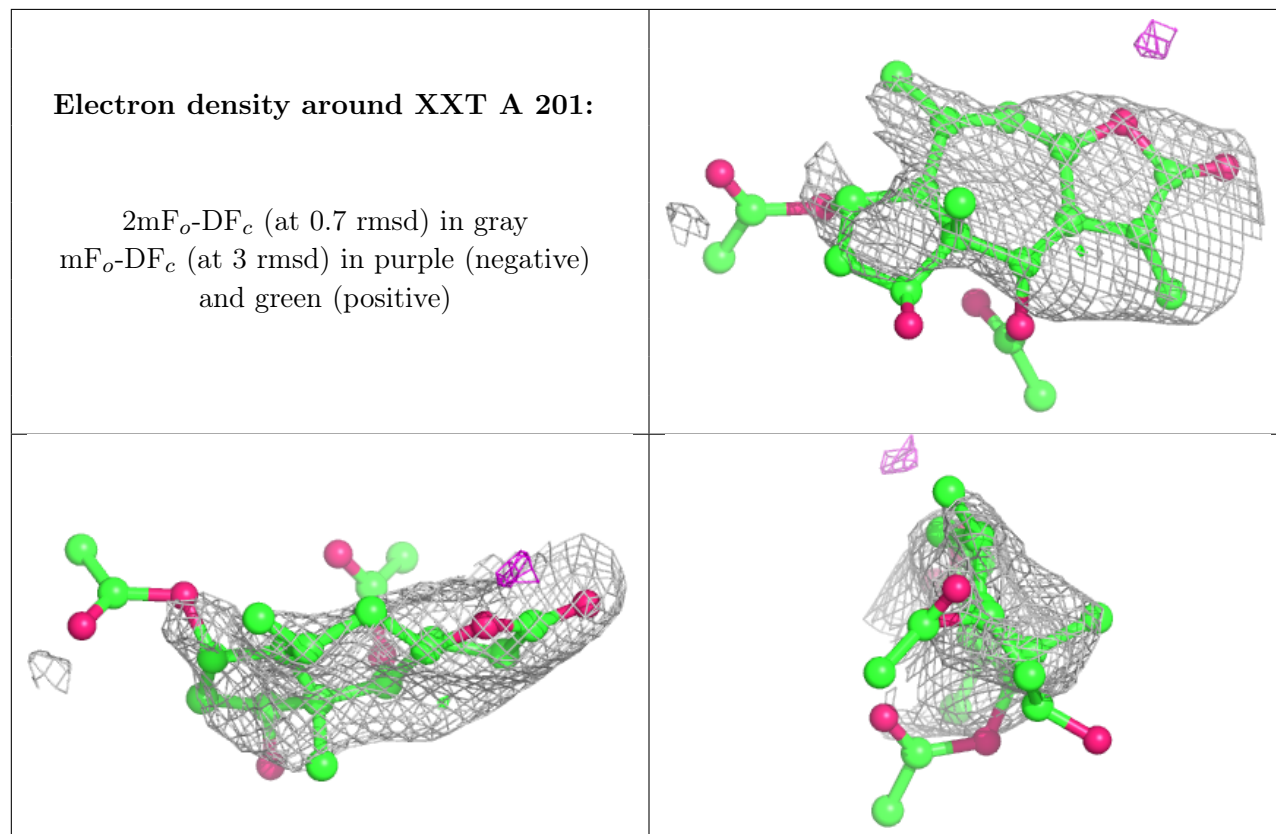 Electron density around XXT A 201:
2mFo-DFc (at 0.7 rmsd) in gray
mFo-DFc (at 3 rmsd) in purple (negative)
and green (positive)